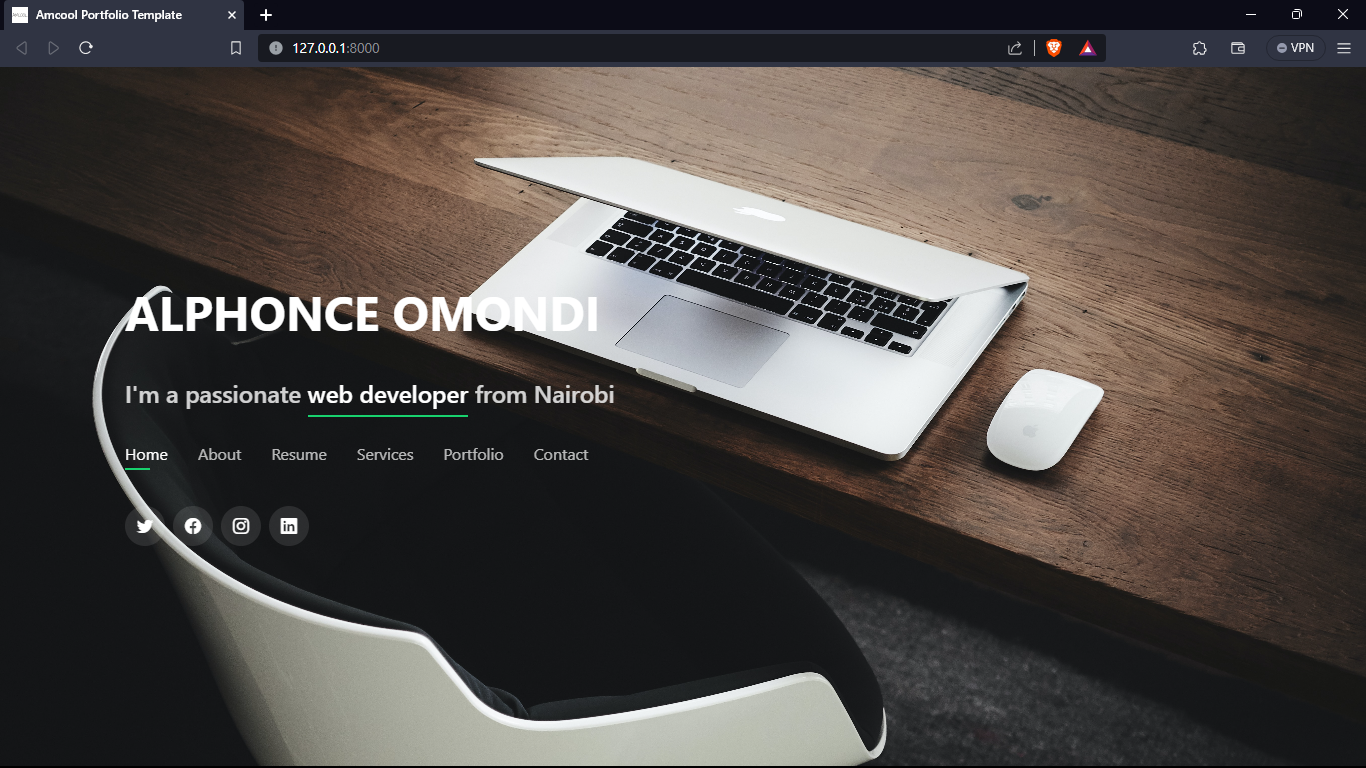 Amcool Portfolio Template
127.0.0.1:8000
VPN
ALPHONCE OMONDI
I'm a passionate web developer from Nairobi
Home About Resume Services Portfolio Contact